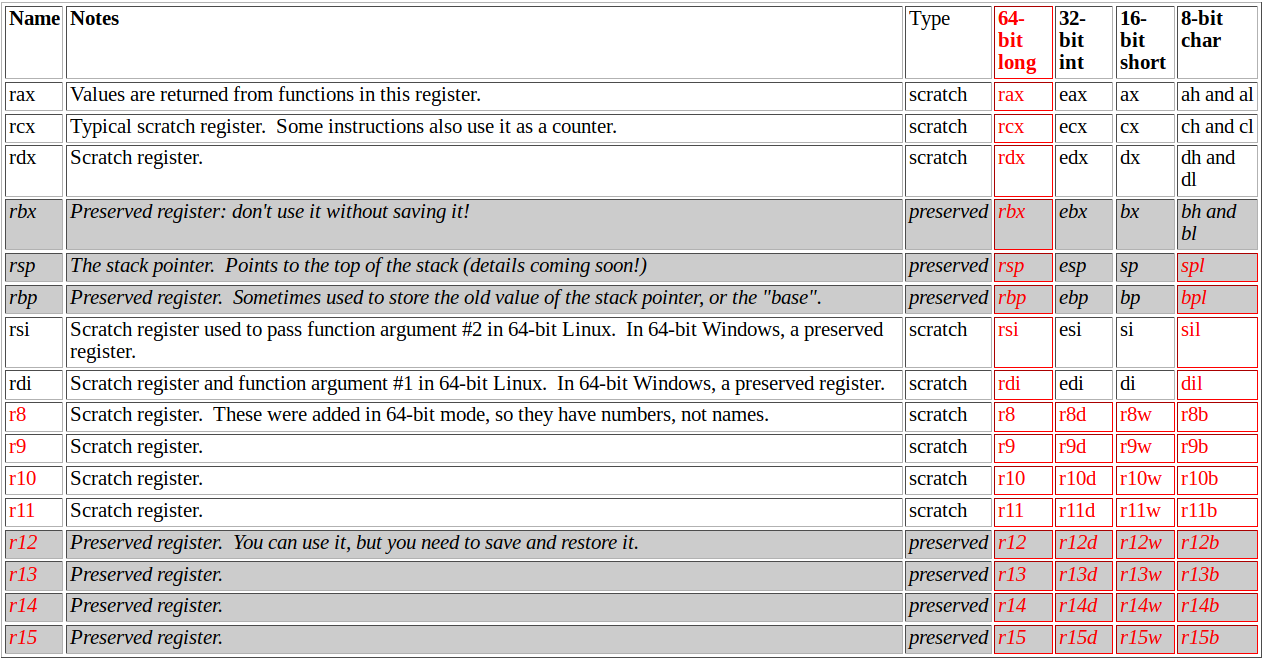 Name Notes Type 64-bit long 32-bit int 16-bit short 8-bit char
rax Values are returned from functions in this register. scratch rax eax ax ah and al
rcx Typical scratch register.  Some instructions also use it as a counter. scratch rcx ecx cx ch and cl
rdx Scratch register. scratch rdx edx dx dh and dl
rbx Preserved register: don't use it without saving it! preserved rbx ebx bx bh and bl
rsp The stack pointer.  Points to the top of the stack (details coming soon!) preserved rsp esp sp spl
rbp Preserved register.  Sometimes used to store the old value of the stack pointer, or the "base". preserved rbp ebp bp bpl
rsi Scratch register used to pass function argument #2 in 64-bit Linux.  In 64-bit Windows, a preserved register. scratch rsi esi si sil
rdi Scratch register and function argument #1 in 64-bit Linux.  In 64-bit Windows, a preserved register. scratch rdi edi di dil
r8 Scratch register.  These were added in 64-bit mode, so they have numbers, not names. scratch r8 r8d r8w r8b
r9 Scratch register. scratch r9 r9d r9w r9b
r10 Scratch register. scratch r10 r10d r10w r10b
r11 Scratch register. scratch r11 r11d r11w r11b
r12 Preserved register.  You can use it, but you need to save and restore it. preserved r12 r12d r12w r12b
r13 Preserved register. preserved r13 r13d r13w r13b
r14 Preserved register. preserved r14 r14d r14w r14b
r15 Preserved register. preserved r15 r15d r15w r15b